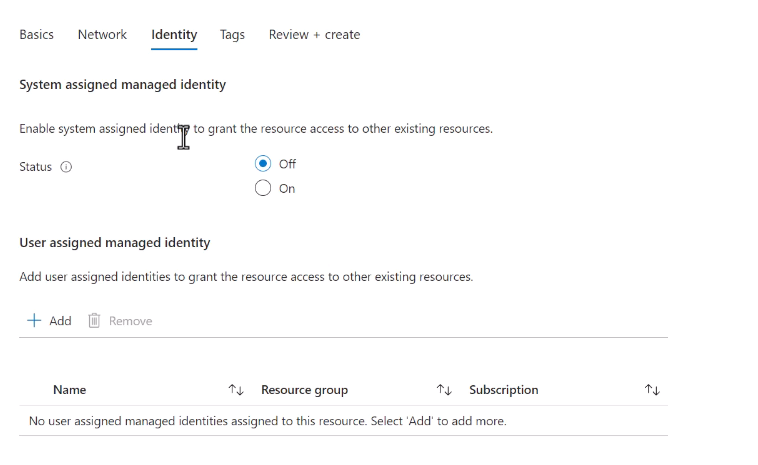 Basics Network Identity Tags Review + create
System assigned managed identity
Enable system assigned identity to grant the resource access to other existing resources.
Status
Off
On
User assigned managed identity
Add user assigned identities to grant the resource access to other existing resources.
Add Remove
Name Resource group Subscription
No user assigned managed identities assigned to this resource. Select 'Add' to add more.